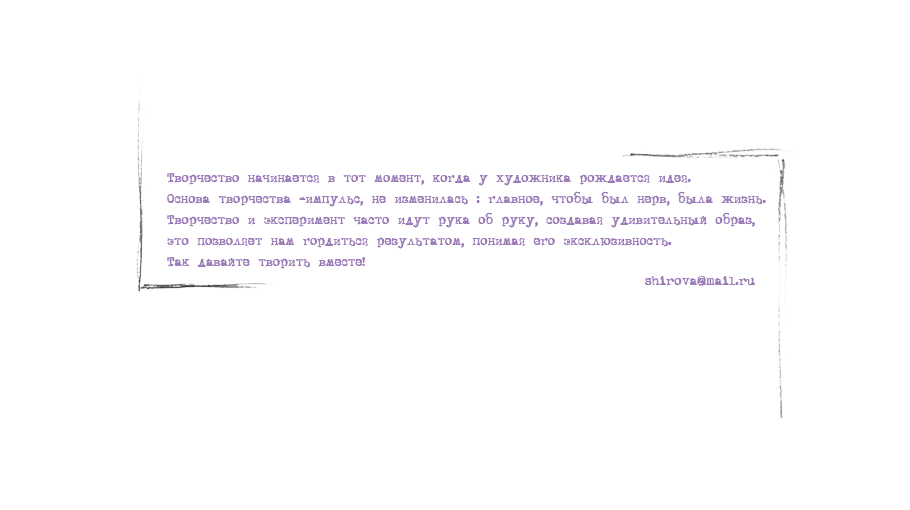 Творчество начинается в тот момент, когда у художника рождается идея.
Основа творчества -импульс, не изменилась : главное, чтобы был нерв, была жизнь.
Творчество и эксперимент часто идут рука об руку, создавая удивительный образ,
это позволяет нам гордиться результатом, понимая его эксклюзивность.
Так давайте творить вместе!
shirova@mail.ru